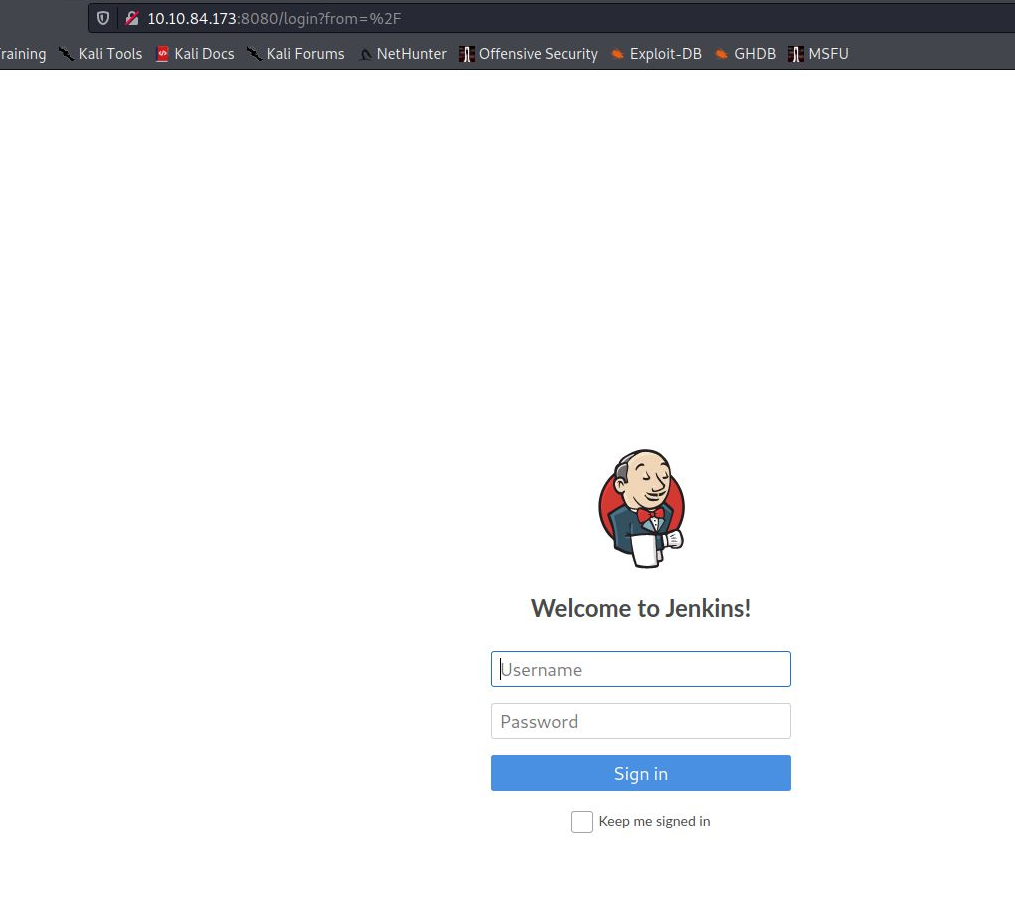 10.10.84.173:8080/login?from=%2F
raining Kali Tools Kali Docs Kali Forums NetHunter Offensive Security Exploit-DB GHDB MSFU
Welcome to Jenkins!
Username
Password
Sign in
Keep me signed in